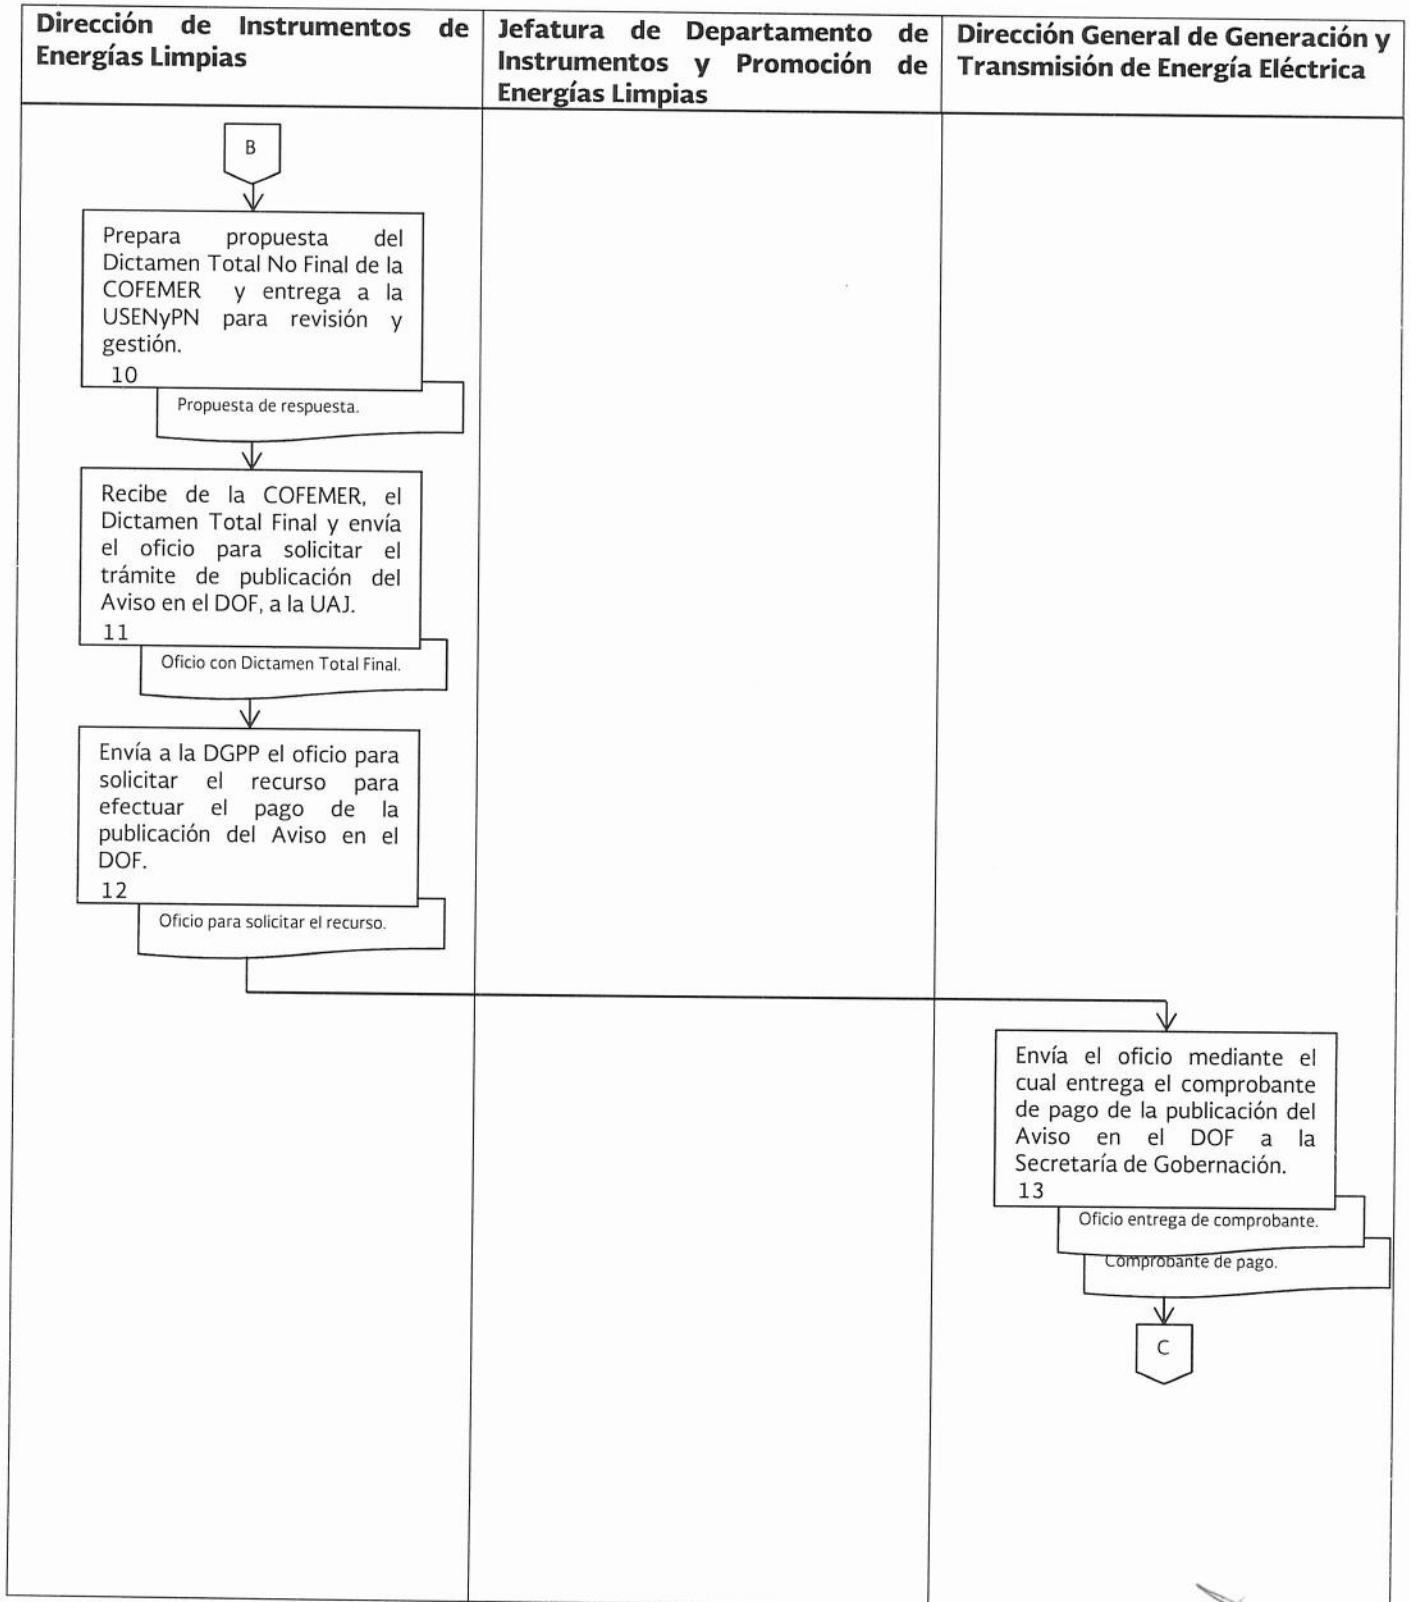 Dirección de Instrumentos de
Energías Limpias
Jefatura de Departamento de
Instrumentos y Promoción de
Energías Limpias
Dirección General de Generación y
Transmisión de Energía Eléctrica
B
Prepara propuesta del
Dictamen Total No Final de la
COFEMER y entrega a la
USENyPN para revisión y
gestión.
10
Propuesta de respuesta.
Recibe de la COFEMER, el
Dictamen Total Final y envía
el oficio para solicitar el
trámite de publicación del
Aviso en el DOF, a la UAJ.
11
Oficio con Dictamen Total Final.
Envía a la DGPP el oficio para
solicitar el recurso para
efectuar el pago de la
publicación del Aviso en el
DOF.
12
Oficio para solicitar el recurso.
Envía el oficio mediante el
cual entrega el comprobante
de pago de la publicación del
Aviso en el DOF a la
Secretaría de Gobernación.
13
Oficio entrega de comprobante.
Comprobante de pago.
C